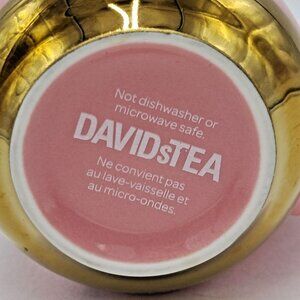 Not dishwasher or
microwave safe.
DAVIDsTEA
Ne convient pas
au lave-vaisselle et
au micro-ondes.